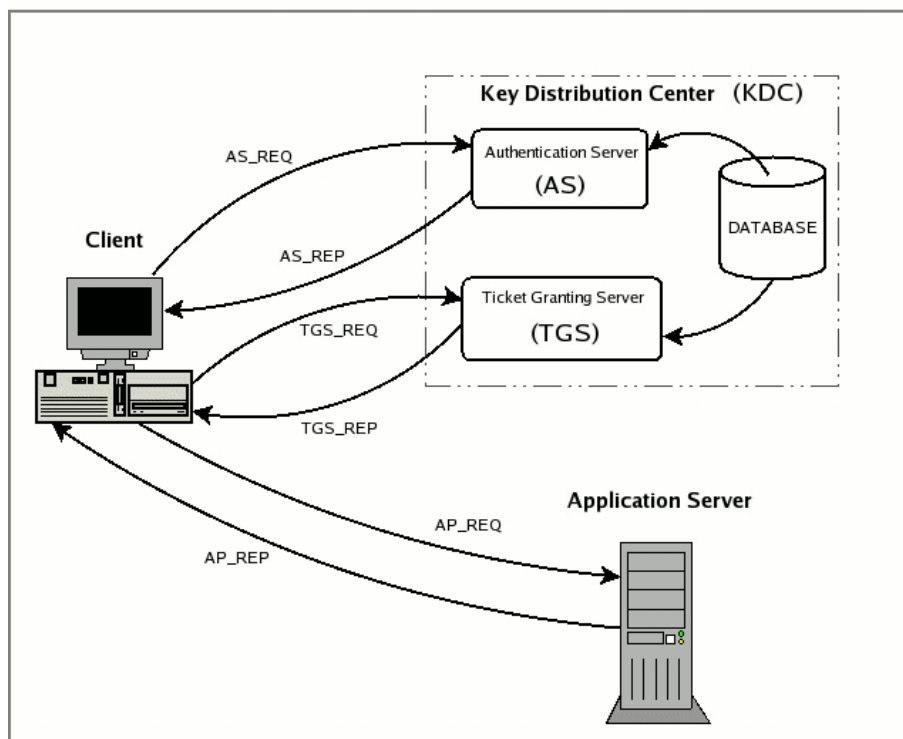 Key Distribution Center (KDC)
Authentication Server
(AS)
AS_REQ
DATABASE
Client
AS_REP
Ticket Granting Server
(TGS)
TGS_REQ
TGS_REP
Application Server
AP_REQ
AP_REP